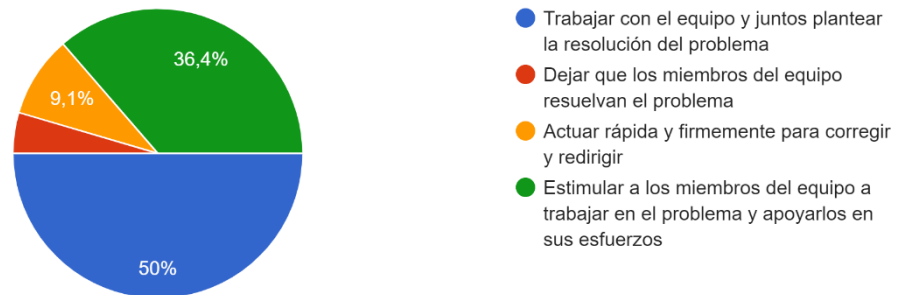 36,4%
9,1%
50%
Trabajar con el equipo y juntos plantear
la resolución del problema
Dejar que los miembros del equipo
resuelvan el problema
Actuar rápida y firmemente para corregir
y redirigir
Estimular a los miembros del equipo a
trabajar en el problema y apoyarlos en
sus esfuerzos